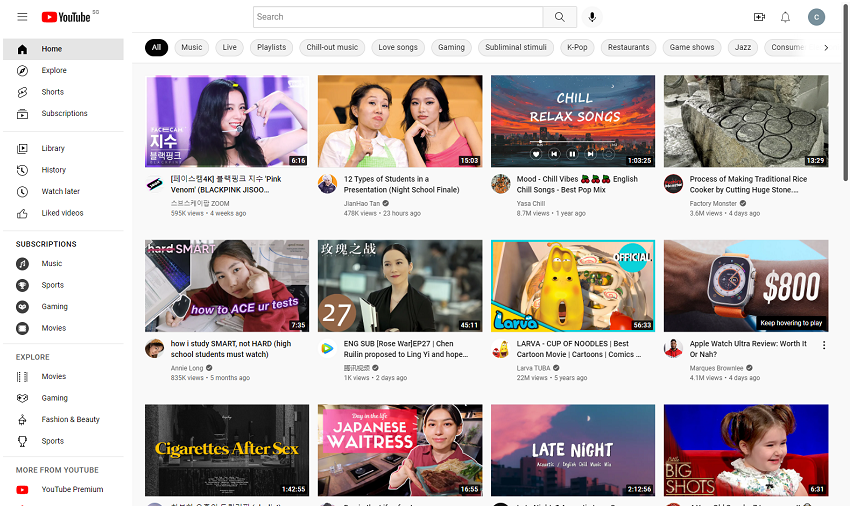 YouTube SG
Search
C
Home
Explore
Shorts
Subscriptions
Library
History
Watch later
Liked videos
SUBSCRIPTIONS
Music
Sports
Gaming
Movies
EXPLORE
Movies
Gaming
Fashion & Beauty
Sports
MORE FROM YOUTUBE
YouTube Premium
All
Music
Live
Playlists
Chill-out music
Love songs
Gaming
Subliminal stimuli
K-Pop
Restaurants
Game shows
Jazz
Consume
FACECAM
지수
블랙핑크
6:16
[페이스캠4K] 블랙핑크 지수 'Pink
Venom' (BLACKPINK JISOO...
스브스케이팝 ZOOM
595K views • 4 weeks ago
15:03
12 Types of Students in a
Presentation (Night School Finale)
JianHao Tan
478K views • 23 hours ago
CHILL
RELAX SONGS
1:03:25
Mood - Chill Vibes 🍒🍒🍒 English
Chill Songs - Best Pop Mix
Yasa Chill
8.7M views • 1 year ago
13:29
Process of Making Traditional Rice
Cooker by Cutting Huge Stone....
Factory Monster
3.6M views • 4 days ago
hard SMART
how to ACE ur tests
7:35
how i study SMART, not HARD (high
school students must watch)
Annie Long
835K views • 5 months ago
玫瑰之战
27
45:11
ENG SUB [Rose War]EP27 | Chen
Ruilin proposed to Ling Yi and hope...
腾讯视频
1K views • 2 days ago
OFFICIAL
Larva
56:33
LARVA - CUP OF NOODLES | Best
Cartoon Movie | Cartoons | Comics ...
Larva TUBA
22M views • 5 years ago
$800
Keep hovering to play
Apple Watch Ultra Review: Worth It
Or Nah?
Marques Brownlee
4.1M views • 4 days ago
Cigarettes After Sex
1:42:55
Day in the life
JAPANESE
WAITRESS
16:55
LATE NIGHT
Acoustic / English Chill Music Mix
2:12:56
Little
BIG
SHOTS
6:31